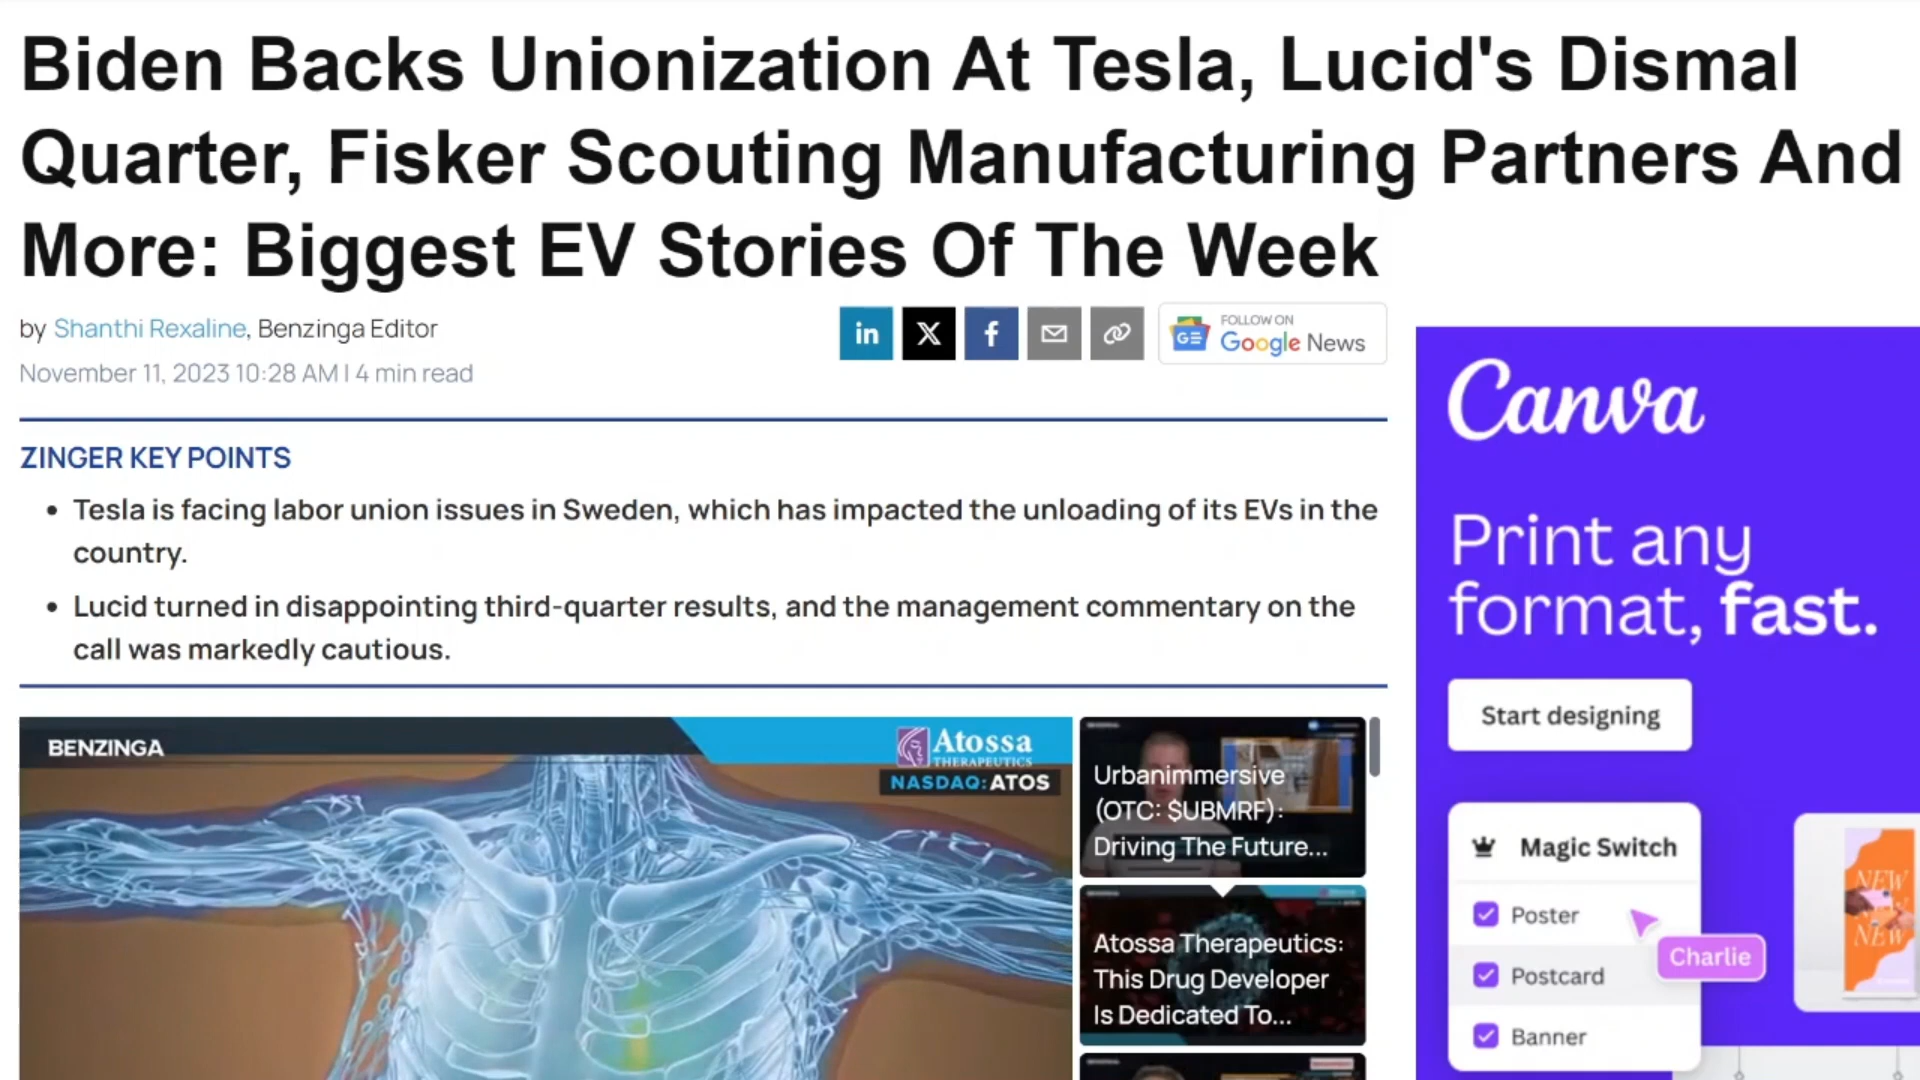 Biden Backs Unionization At Tesla, Lucid's Dismal
Quarter, Fisker Scouting Manufacturing Partners And
More: Biggest EV Stories Of The Week
by Shanthi Rexaline, Benzinga Editor
November 11, 2023 10:28 AM | 4 min read
in X f
FOLLOW ON
GE Google News
ZINGER KEY POINTS
• Tesla is facing labor union issues in Sweden, which has impacted the unloading of its EVs in the
country.
• Lucid turned in disappointing third-quarter results, and the management commentary on the
call was markedly cautious.
BENZINGA
Atossa
THERAPEUTICS
NASDAQ: ATOS
Urbanimmersive
(OTC: $UBMRF):
Driving The Future...
Atossa Therapeutics:
This Drug Developer
Is Dedicated To...
Canva
Print any
format, fast.
Start designing
Magic Switch
Poster
Charlie
Postcard
Banner
NEW
NEW
NEW